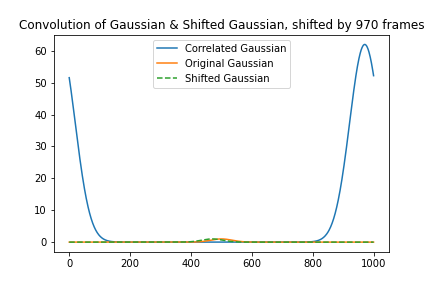 Convolution of Gaussian & Shifted Gaussian, shifted by 970 frames
Correlated Gaussian
Original Gaussian
Shifted Gaussian
60
50
40
30
20
10
0
0 200 400 600 800 1000